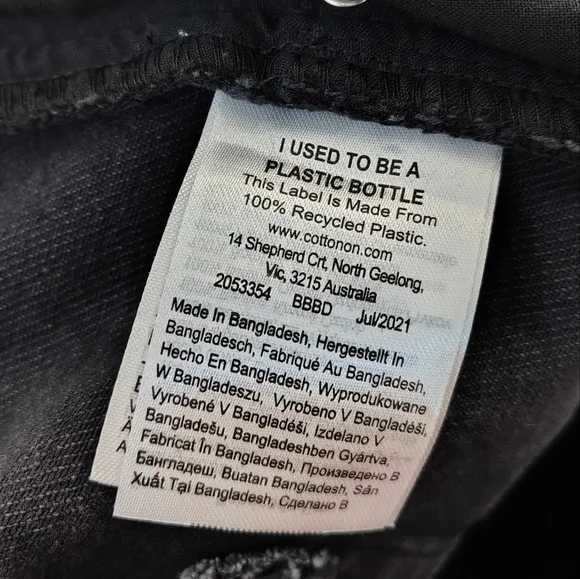 I USED TO BE A
PLASTIC BOTTLE
This Label Is Made From
100% Recycled Plastic.
www.cottonon.com
14 Shepherd Crt, North Geelong,
Vic, 3215 Australia
2053354 BBBD Jul/2021
Made In Bangladesh, Hergestellt In
Bangladesch, Fabriqué Au Bangladesh,
Hecho En Bangladesh, Wyprodukowane
W Bangladeszu, Vyrobeno V Bangladéši,
Vyrobené V Bangladéši, Izdelano V
Bangladešu, Bangladeshben Gyártva,
Fabricat În Bangladesh, Произведено В
Бангладеш, Buatan Bangladesh, Sản
Xuất Tại Bangladesh, Сделано В